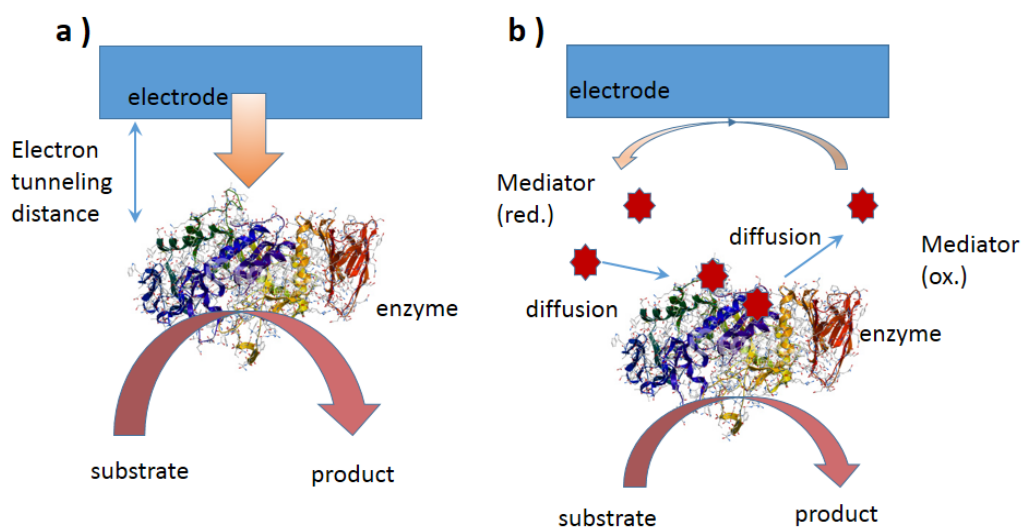 a )
electrode
Electron
tunneling
distance
enzyme
substrate
product
b )
electrode
Mediator
(red.)
diffusion
Mediator
(ox.)
diffusion
enzyme
product
substrate